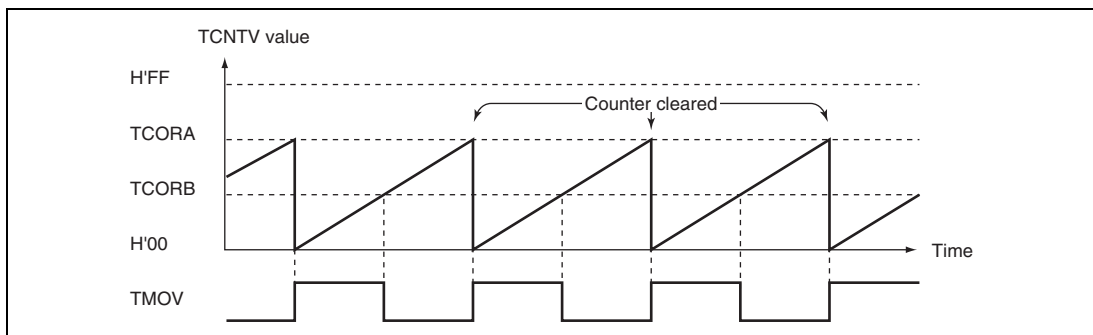 TCNTV value
H'FF
Counter cleared
TCORA
TCORB
H'00
Time
TMOV